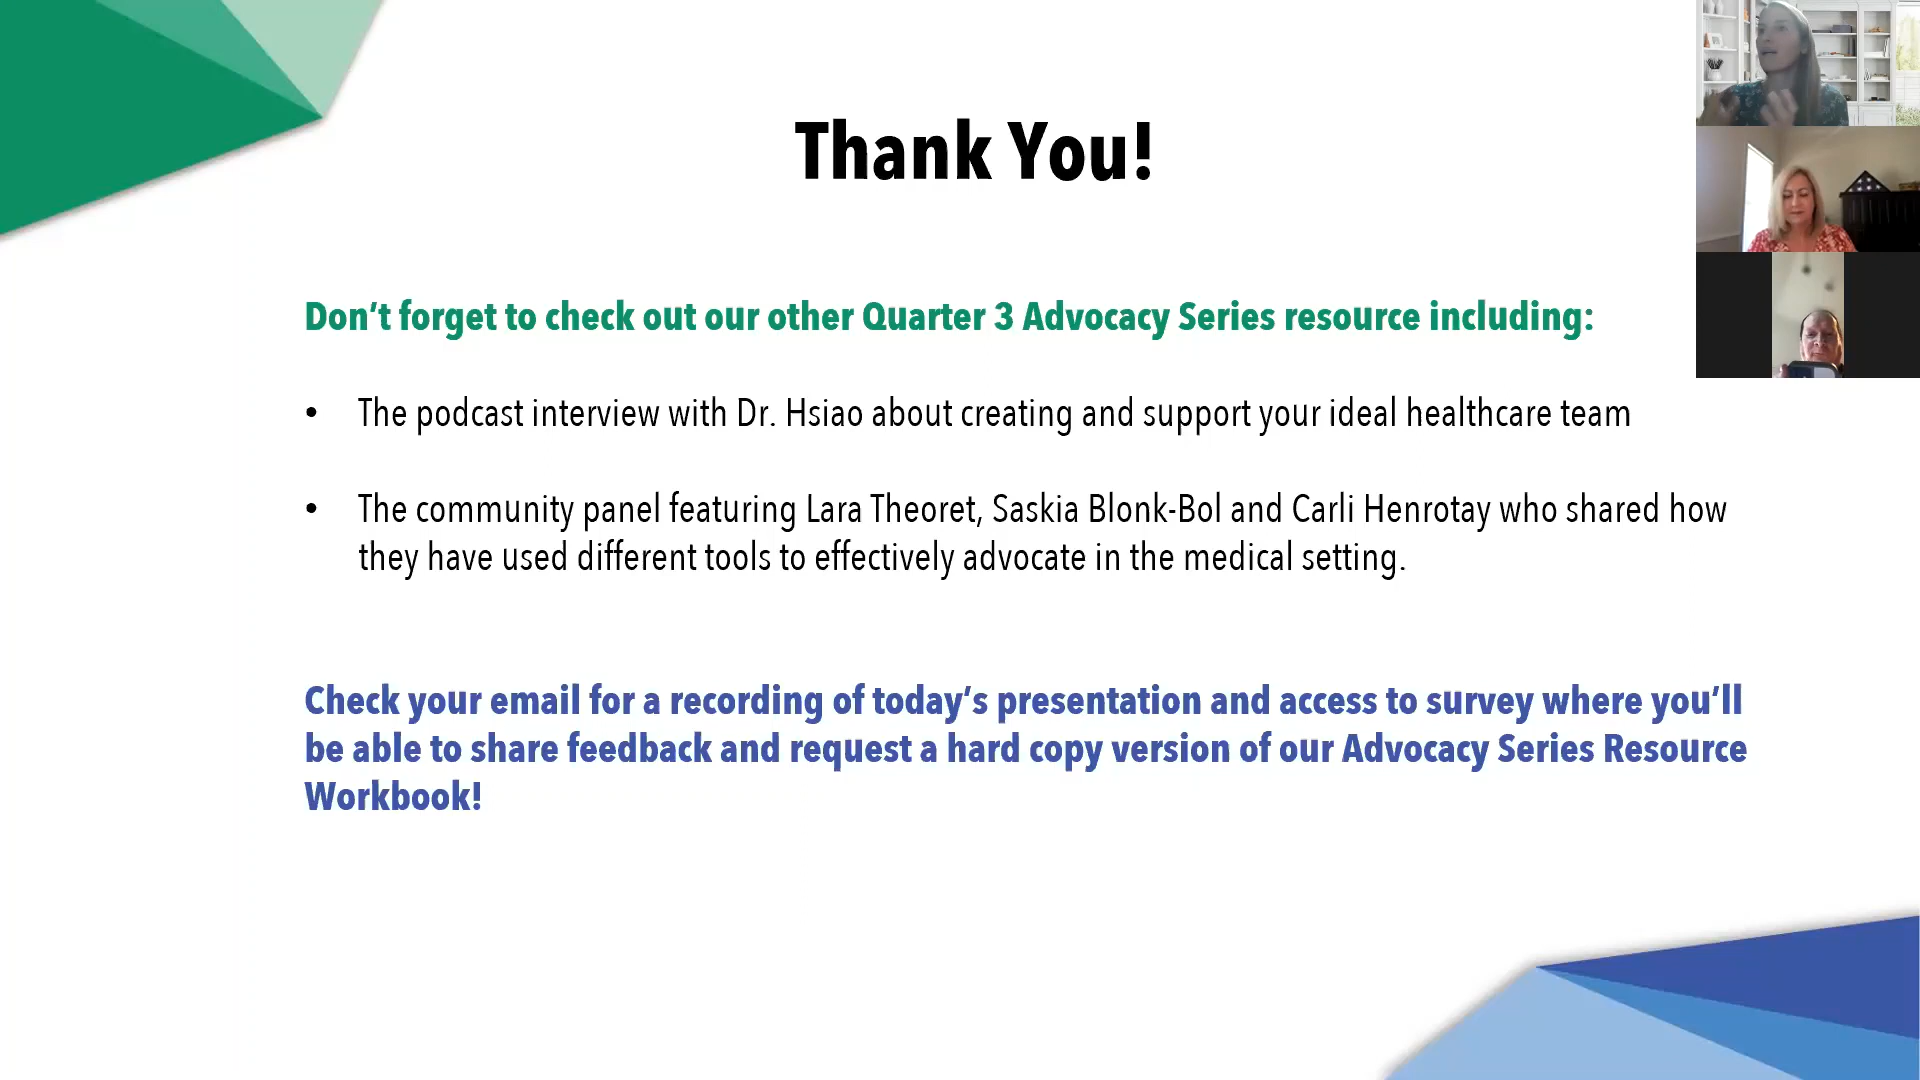 Thank You!
Don’t forget to check out our other Quarter 3 Advocacy Series resource including:
• The podcast interview with Dr. Hsiao about creating and support your ideal healthcare team
• The community panel featuring Lara Theoret, Saskia Blonk-Bol and Carli Henrotay who shared how
they have used different tools to effectively advocate in the medical setting.
Check your email for a recording of today’s presentation and access to survey where you’ll
be able to share feedback and request a hard copy version of our Advocacy Series Resource
Workbook!